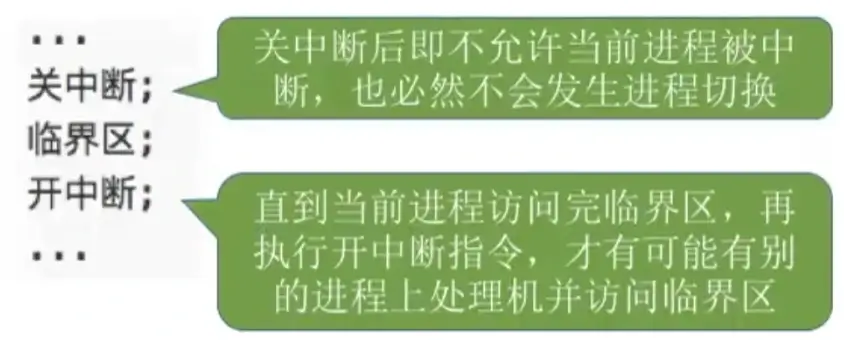 ...
关中断;
临界区;
开中断;
...
关中断后即不允许当前进程被中
断，也必然不会发生进程切换
直到当前进程访问完临界区，再
执行开中断指令，才有可能有别
的进程上处理机并访问临界区